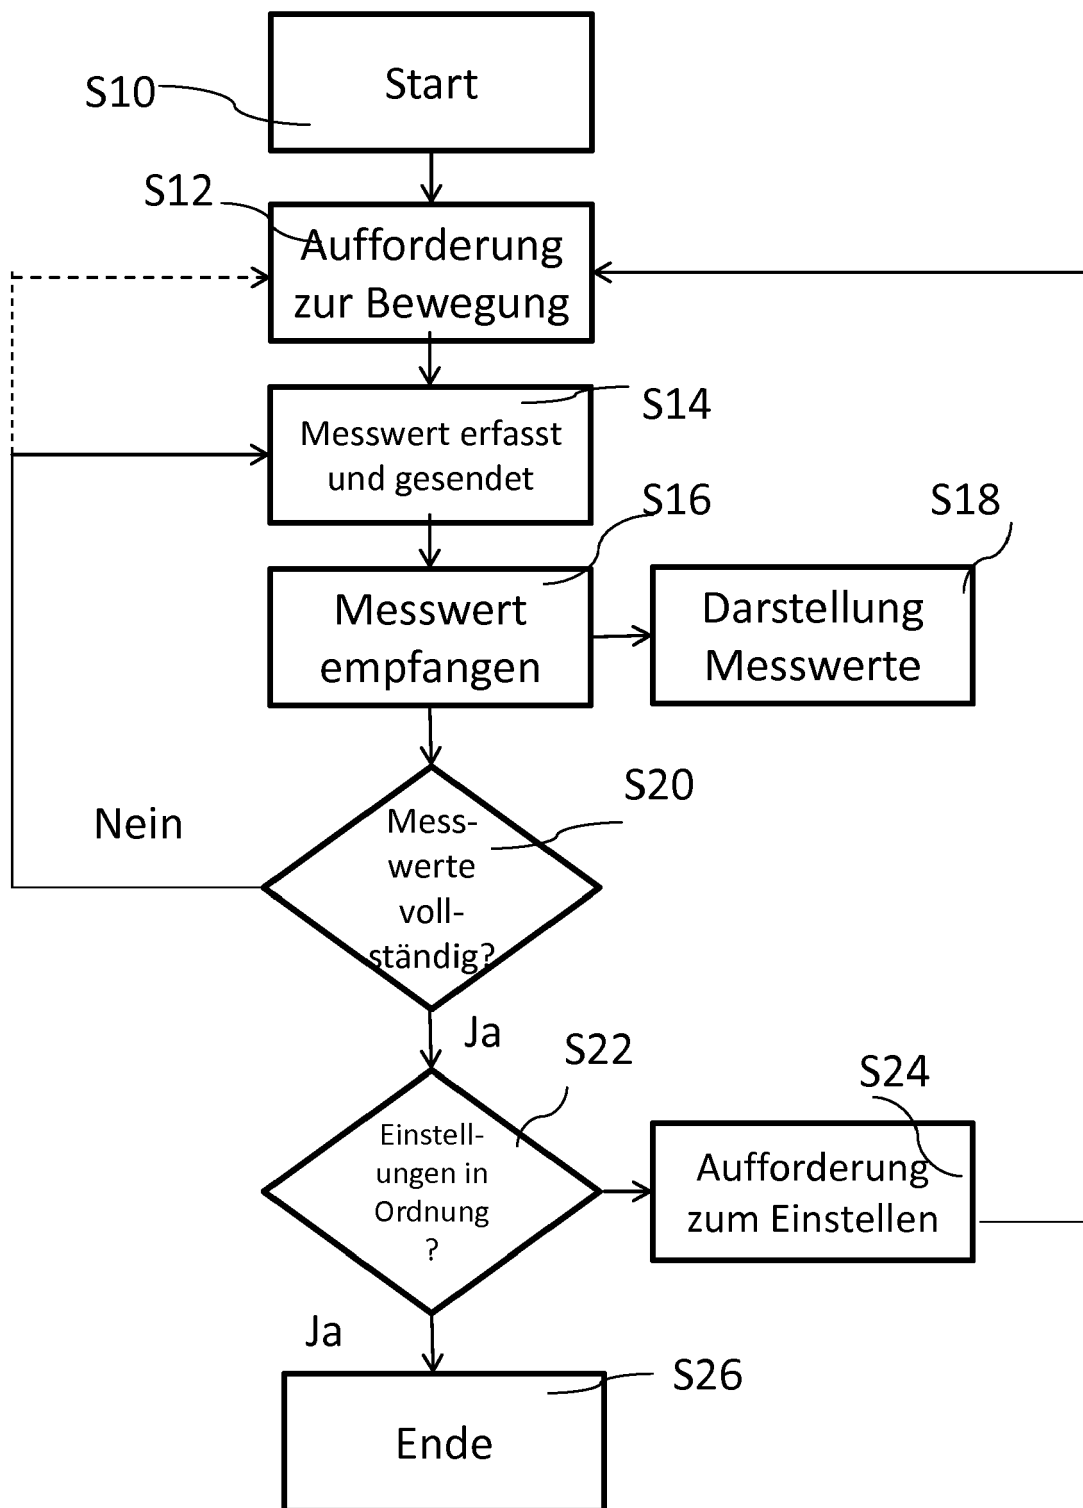 Start
S10
S12
Aufforderung
zur Bewegung
S14
Messwert erfasst
und gesendet
S16
S18
Messwert
empfangen
Darstellung
Messwerte
S20
Nein
Mess-
werte
voll-
ständig?
Ja
S22
S24
Einstell-
ungen in
Ordnung
?
Aufforderung
zum Einstellen
Ja
S26
Ende